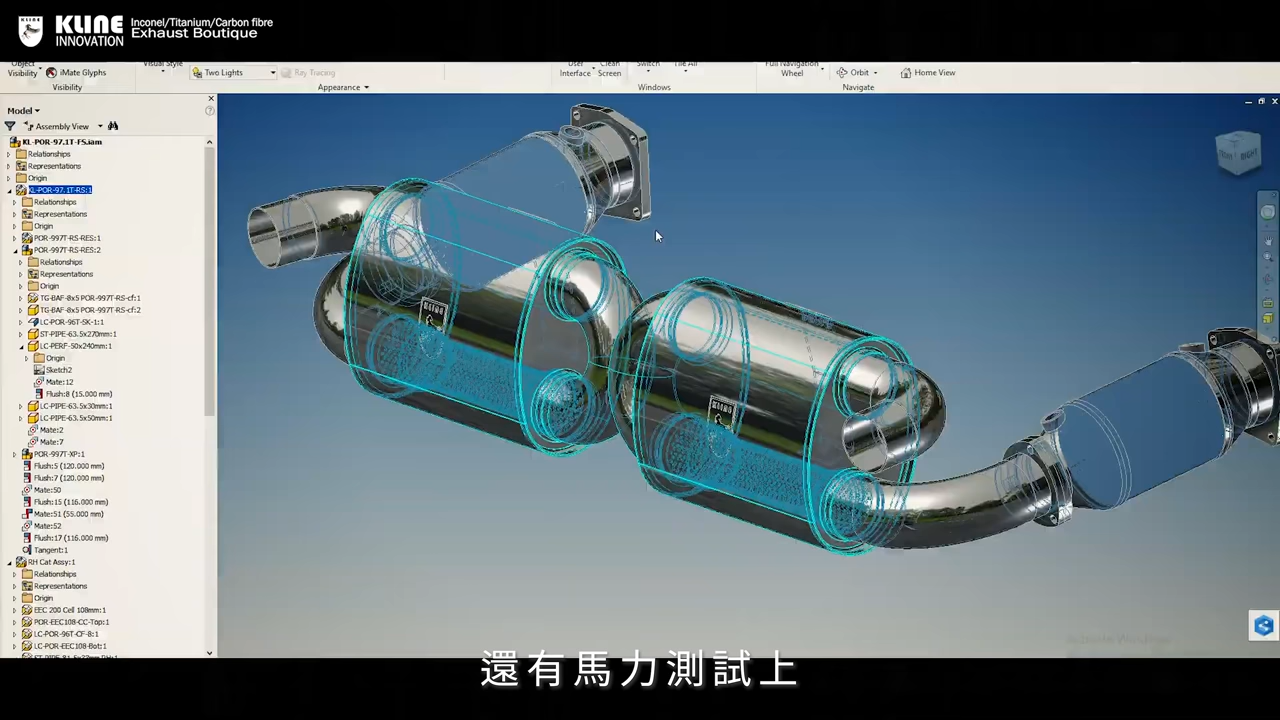 KLINE
INNOVATION
Inconel/Titanium/Carbon fibre
Exhaust Boutique
Object
Visibility
iMate Glyphs
Visibility
Visual Style
Two Lights
Ray Tracing
Appearance
User
Interface
Clean
Screen
Switch
Tile All
Windows
Full Navigation
Wheel
Orbit
Home View
Navigate
Model
Assembly View
KL-POR-97.1T-FS.iam
Relationships
Representations
Origin
KL-POR-97.1T-RS:1
Relationships
Representations
Origin
POR-997T-RS-RES:1
POR-997T-RS-RES:2
Relationships
Representations
Origin
TG-BAF-8x5 POR-997T-RS-cf:1
TG-BAF-8x5 POR-997T-RS-cf:2
LC-POR-96T-SK-1:1
ST-PIPE-63.5x270mm:1
LC-PERF-50x240mm:1
Origin
Sketch2
Mate:12
Flush:8 (15.000 mm)
LC-PIPE-63.5x30mm:1
LC-PIPE-63.5x50mm:1
Mate:2
Mate:7
POR-997T-XP:1
Flush:5 (120.000 mm)
Flush:7 (120.000 mm)
Mate:50
Flush:15 (116.000 mm)
Mate:51 (55.000 mm)
Mate:52
Flush:17 (116.000 mm)
Tangent:1
RH Cat Assy:1
Relationships
Representations
Origin
EEC 200 Cell 108mm:1
POR-EEC108-CC-Top:1
LC-POR-96T-CF-8:1
LC-POR-EEC108-Bot:1
RIGHT
KLINE
KLINE
還有馬力測試上